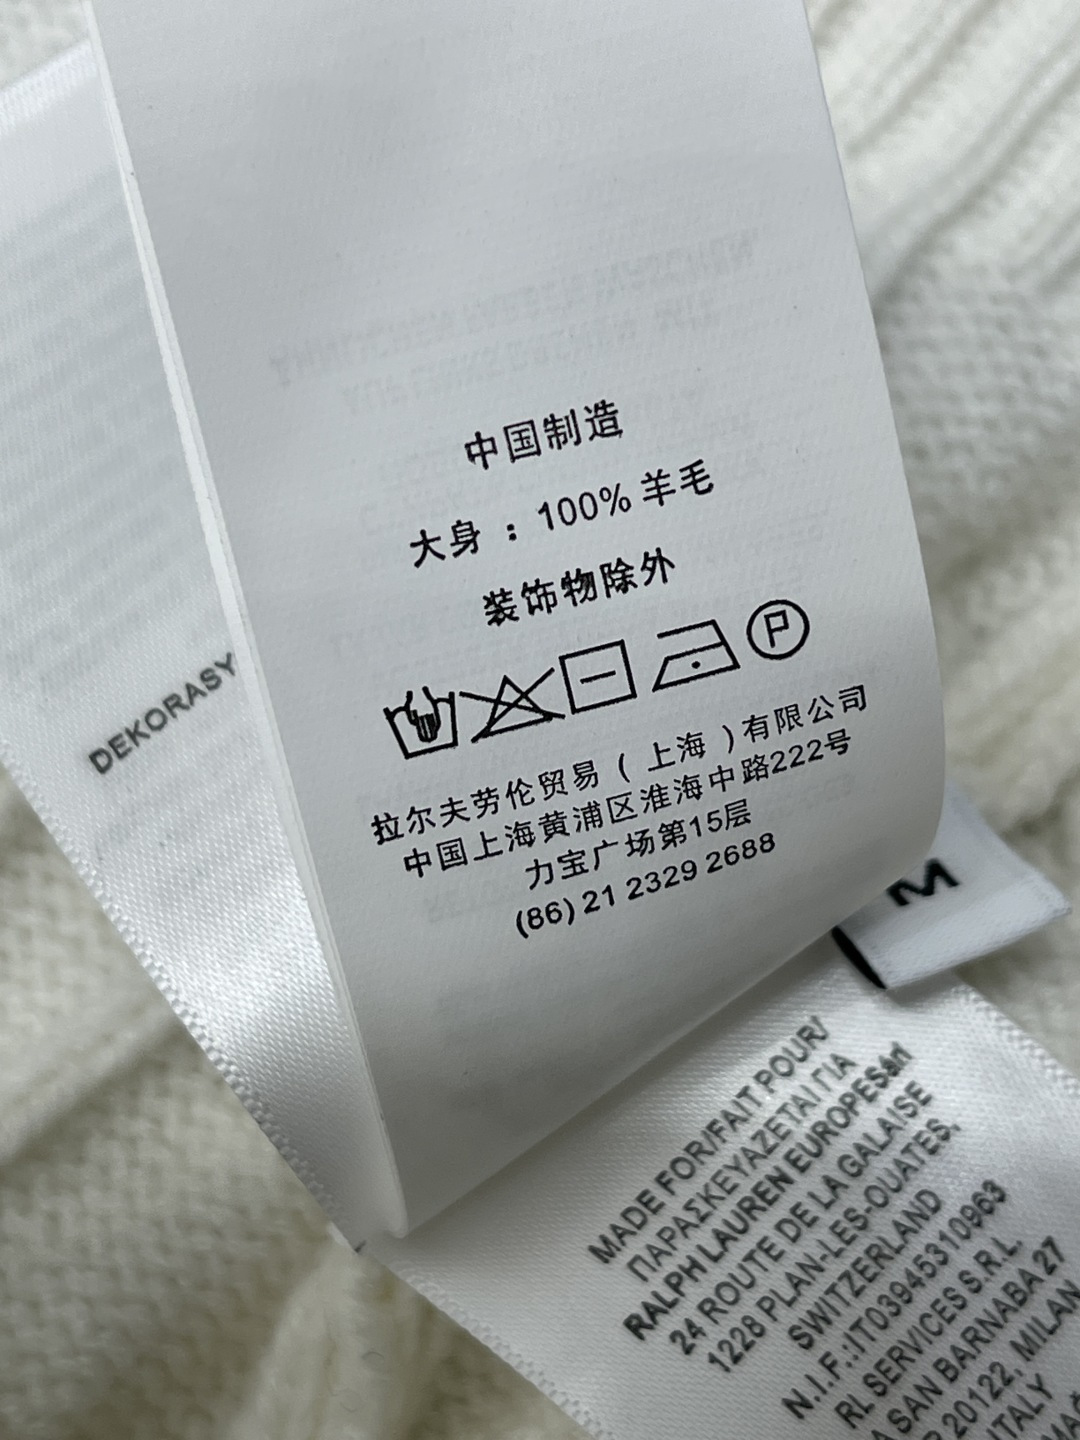 中国制造
大身：100% 羊毛
装饰物除外
P
拉尔夫劳伦贸易（上海）有限公司
中国上海黄浦区淮海中路222号
力宝广场第15层
(86) 21 2329 2688
DEKORASY
M
MADE FOR/FAIT POUR/
ΠΑΡΑΣΚΕΥΑΖΕΤΑΙ ΓΙΑ
RALPH LAUREN EUROPE Sàrl
24 ROUTE DE LA GALAISE
1228 PLAN-LES-OUATES,
SWITZERLAND
N.I.F.:IT03945310963
RL SERVICES S.R.L.
SAN BARNABA 27
20122, MILAN
ITALY